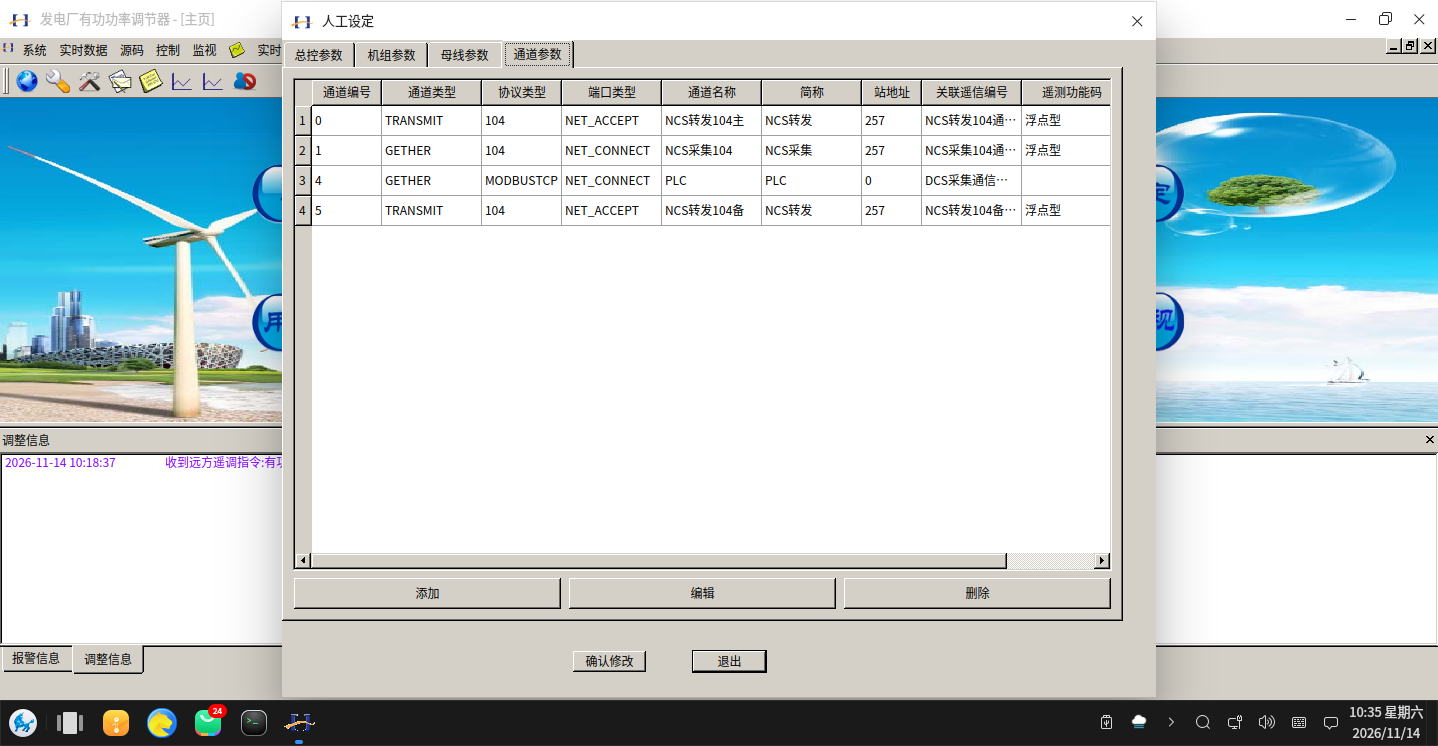 发电厂有功功率调节器 - [主页]
系统 实时数据 源码 控制 监视 实时
人工设定
总控参数 机组参数 母线参数 通道参数
通道编号 通道类型 协议类型 端口类型 通道名称 简称 站地址 关联遥信编号 遥测功能码
1 0 TRANSMIT 104 NET_ACCEPT NCS转发104主 NCS转发 257 NCS转发104通… 浮点型
2 1 GETHER 104 NET_CONNECT NCS采集104 NCS采集 257 NCS采集104通… 浮点型
3 4 GETHER MODBUSTCP NET_CONNECT PLC PLC 0 DCS采集通信…
4 5 TRANSMIT 104 NET_ACCEPT NCS转发104备 NCS转发 257 NCS转发104备… 浮点型
添加 编辑 删除
确认修改 退出
用
定
视
调整信息
2026-11-14 10:18:37 收到远方遥调指令:有功
报警信息 调整信息
24
10:35 星期六
2026/11/14